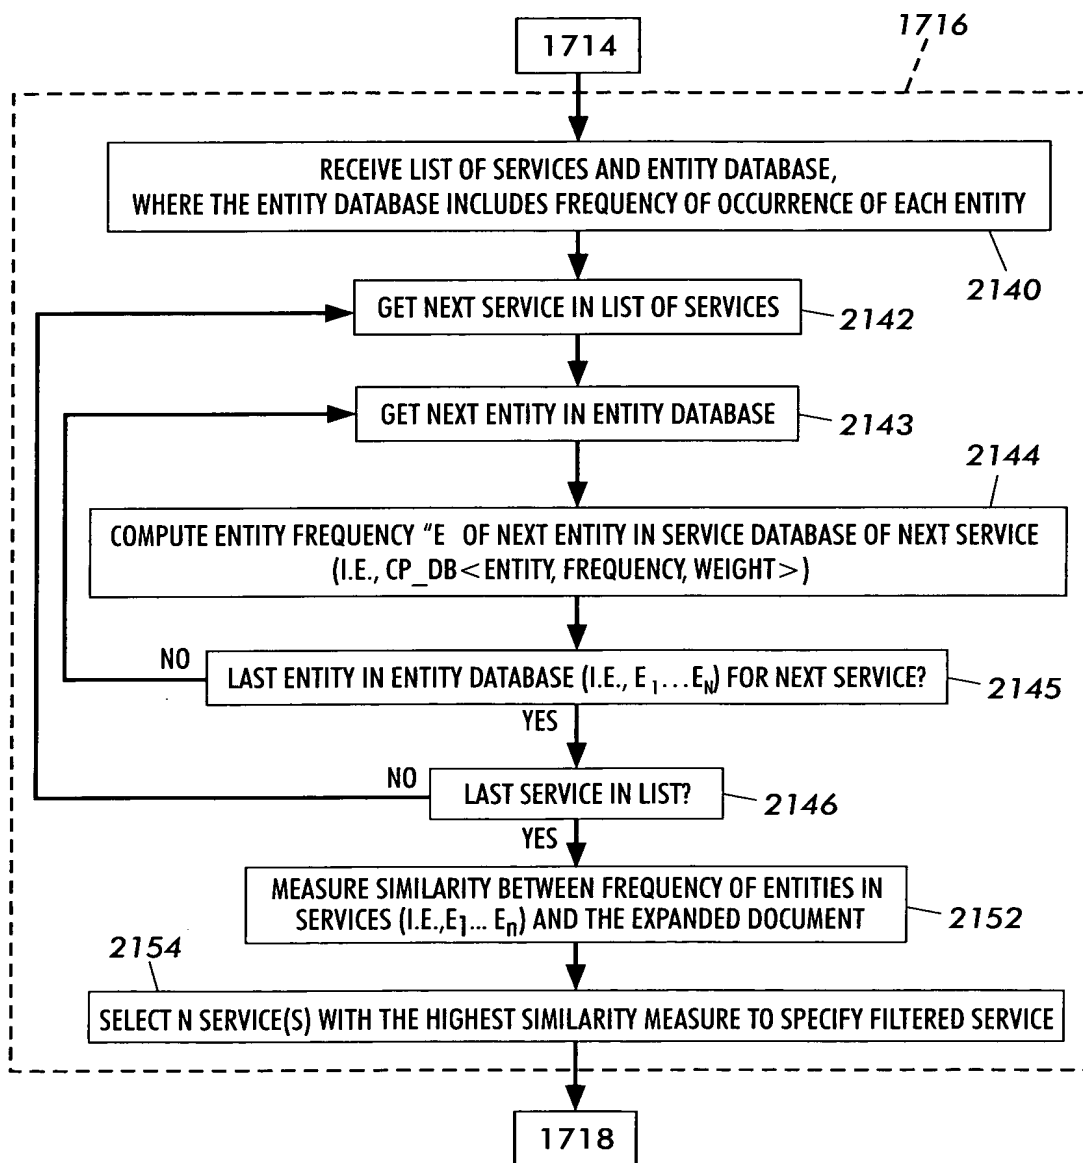 1716
1714
RECEIVE LIST OF SERVICES AND ENTITY DATABASE,
WHERE THE ENTITY DATABASE INCLUDES FREQUENCY OF OCCURRENCE OF EACH ENTITY
2140
GET NEXT SERVICE IN LIST OF SERVICES
2142
GET NEXT ENTITY IN ENTITY DATABASE
2143
2144
COMPUTE ENTITY FREQUENCY "E OF NEXT ENTITY IN SERVICE DATABASE OF NEXT SERVICE
(I.E., CP_DB<ENTITY, FREQUENCY, WEIGHT>)
NO
LAST ENTITY IN ENTITY DATABASE (I.E., E1...EN) FOR NEXT SERVICE?
2145
YES
NO
LAST SERVICE IN LIST?
2146
YES
MEASURE SIMILARITY BETWEEN FREQUENCY OF ENTITIES IN
SERVICES (I.E.,E1... En) AND THE EXPANDED DOCUMENT
2152
2154
SELECT N SERVICE(S) WITH THE HIGHEST SIMILARITY MEASURE TO SPECIFY FILTERED SERVICE
1718